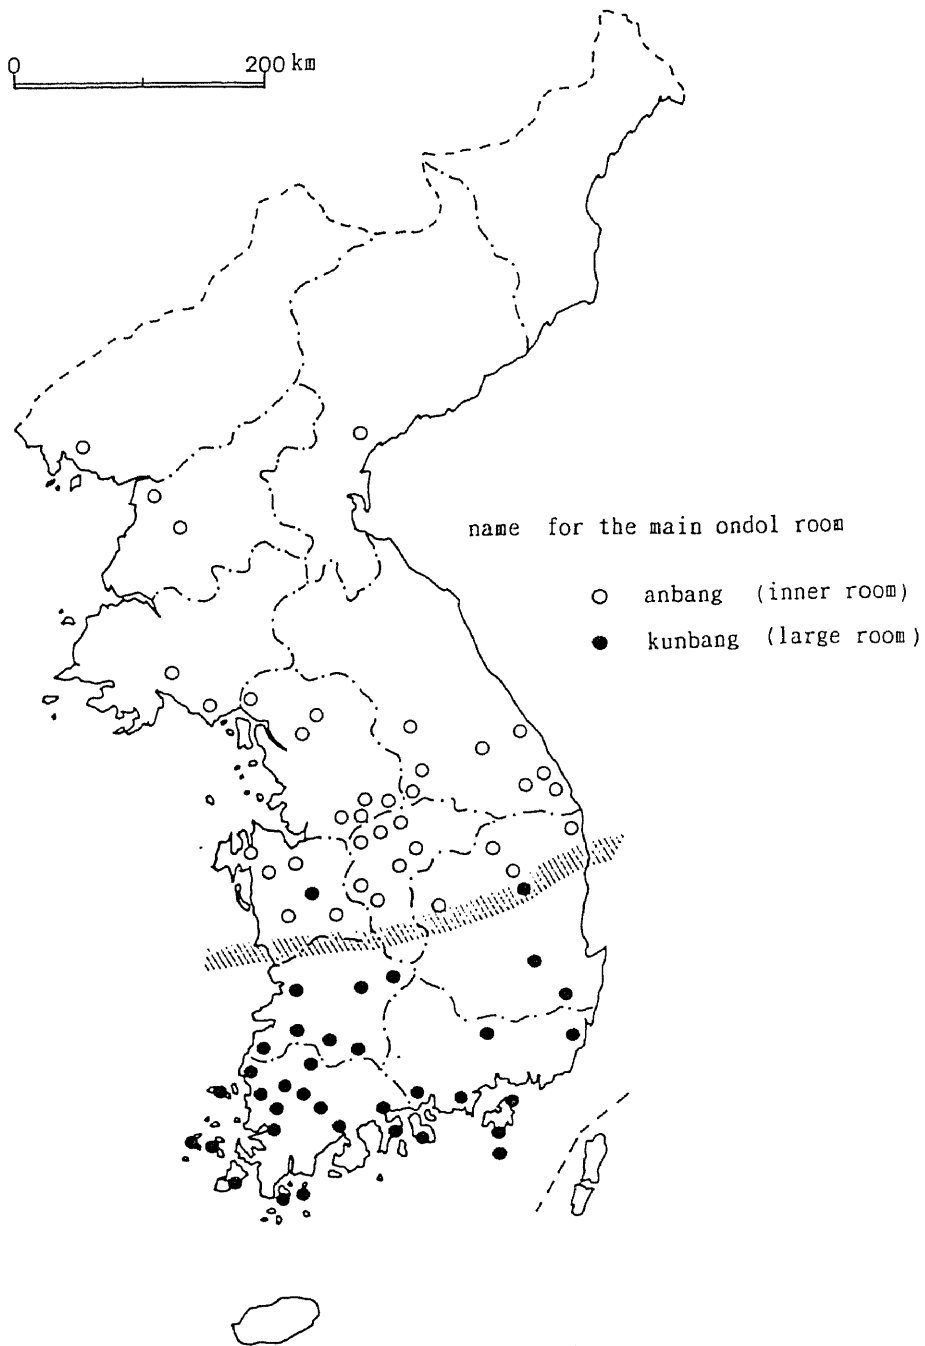 0 200 km
name for the main ondol room
anbang (inner room)
kunbang (large room)